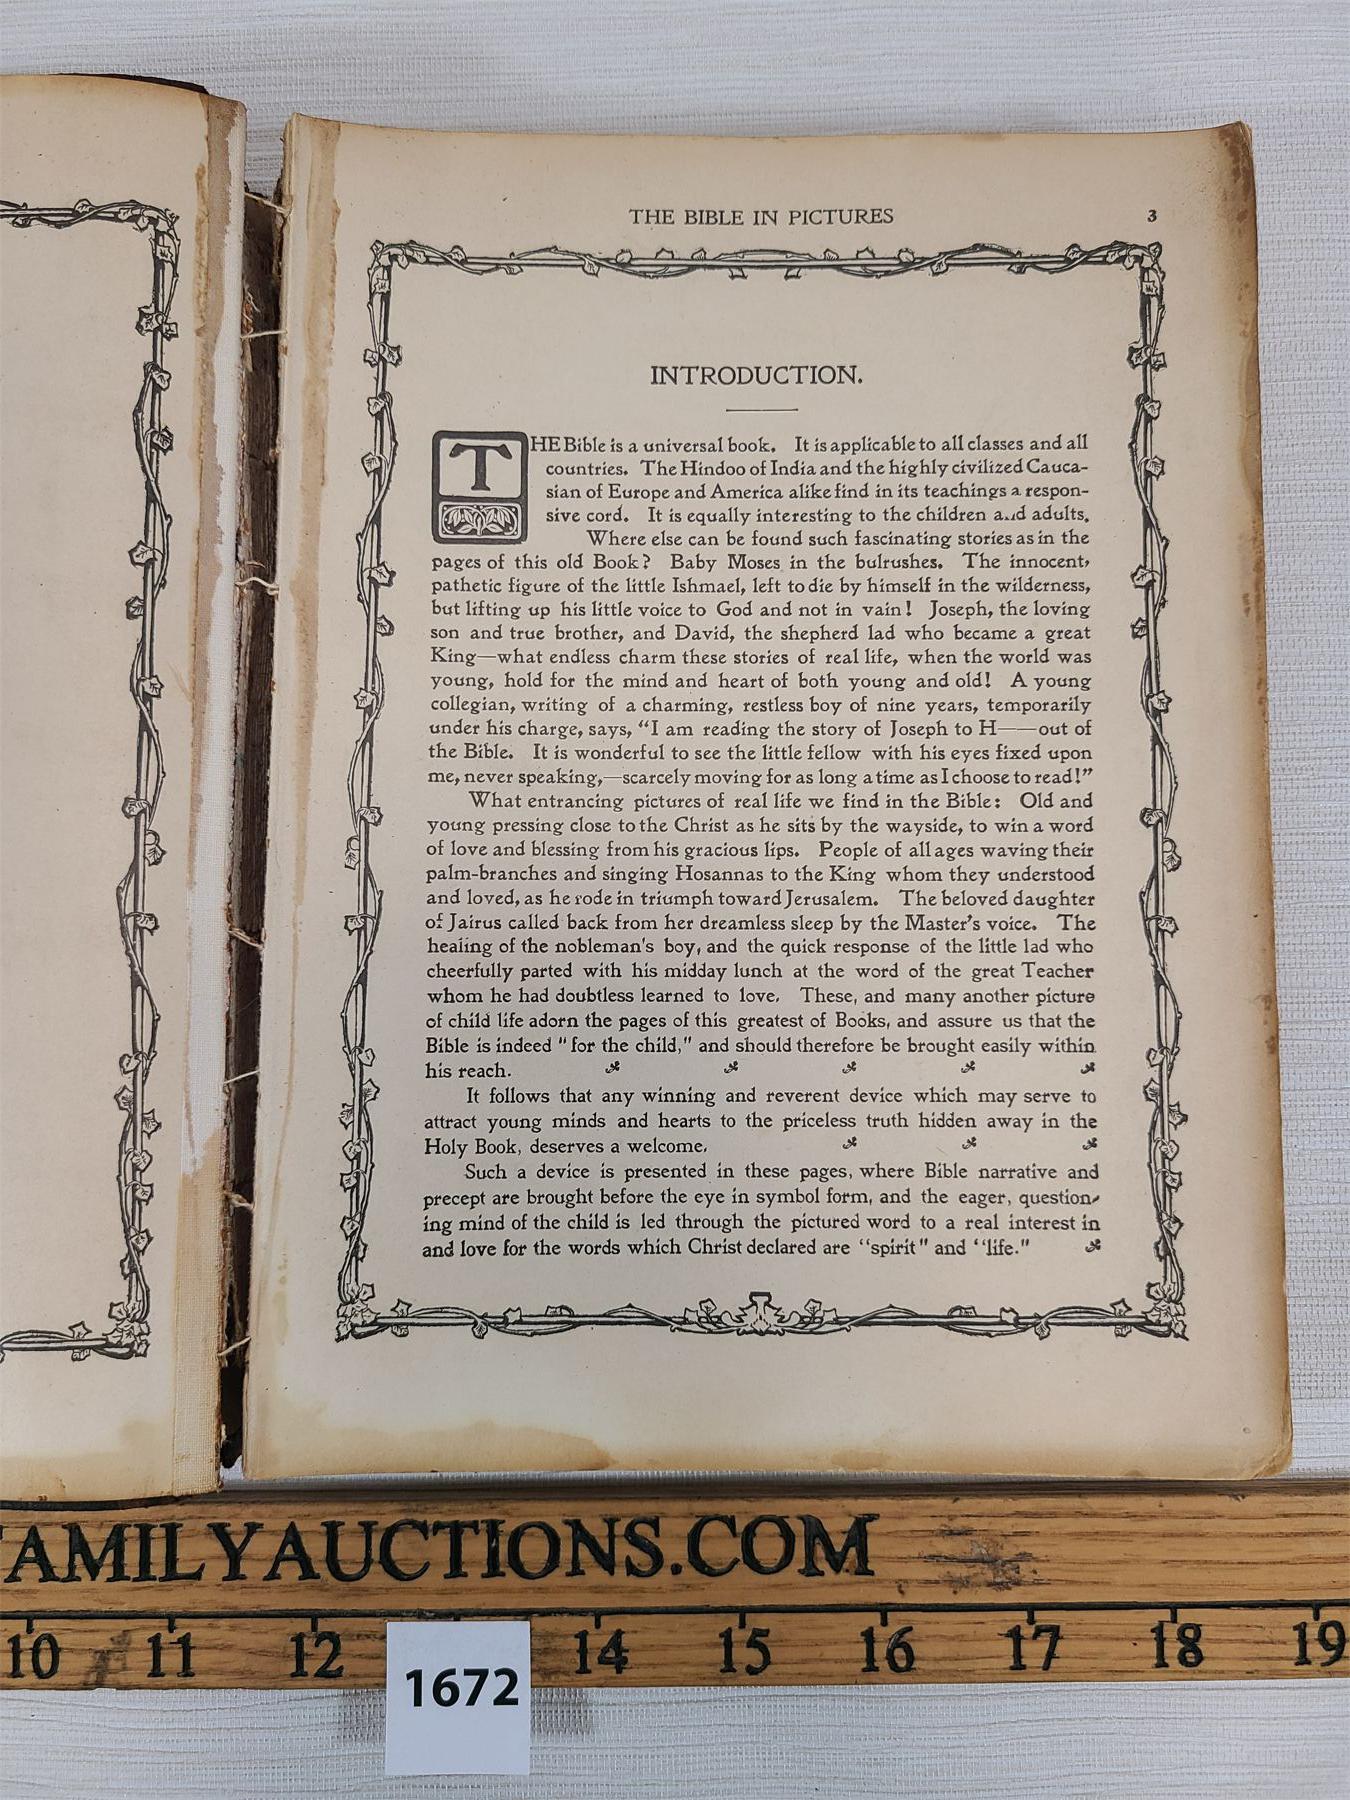 THE BIBLE IN PICTURES 3
INTRODUCTION.
THE Bible is a universal book. It is applicable to all classes and all
countries. The Hindoo of India and the highly civilized Cauca-
sian of Europe and America alike find in its teachings a respon-
sive cord. It is equally interesting to the children and adults.
Where else can be found such fascinating stories as in the
pages of this old Book? Baby Moses in the bulrushes. The innocent,
pathetic figure of the little Ishmael, left to die by himself in the wilderness,
but lifting up his little voice to God and not in vain! Joseph, the loving
son and true brother, and David, the shepherd lad who became a great
King—what endless charm these stories of real life, when the world was
young, hold for the mind and heart of both young and old! A young
collegian, writing of a charming, restless boy of nine years, temporarily
under his charge, says, "I am reading the story of Joseph to H——out of
the Bible. It is wonderful to see the little fellow with his eyes fixed upon
me, never speaking,—scarcely moving for as long a time as I choose to read!"
What entrancing pictures of real life we find in the Bible: Old and
young pressing close to the Christ as he sits by the wayside, to win a word
of love and blessing from his gracious lips. People of all ages waving their
palm-branches and singing Hosannas to the King whom they understood
and loved, as he rode in triumph toward Jerusalem. The beloved daughter
of Jairus called back from her dreamless sleep by the Master's voice. The
healing of the nobleman's boy, and the quick response of the little lad who
cheerfully parted with his midday lunch at the word of the great Teacher
whom he had doubtless learned to love. These, and many another picture
of child life adorn the pages of this greatest of Books, and assure us that the
Bible is indeed "for the child," and should therefore be brought easily within
his reach.
It follows that any winning and reverent device which may serve to
attract young minds and hearts to the priceless truth hidden away in the
Holy Book, deserves a welcome.
Such a device is presented in these pages, where Bible narrative and
precept are brought before the eye in symbol form, and the eager, question-
ing mind of the child is led through the pictured word to a real interest in
and love for the words which Christ declared are "spirit" and "life."
FAMILYAUCTIONS.COM
10 11 12 14 15 16 17 18 19
1672